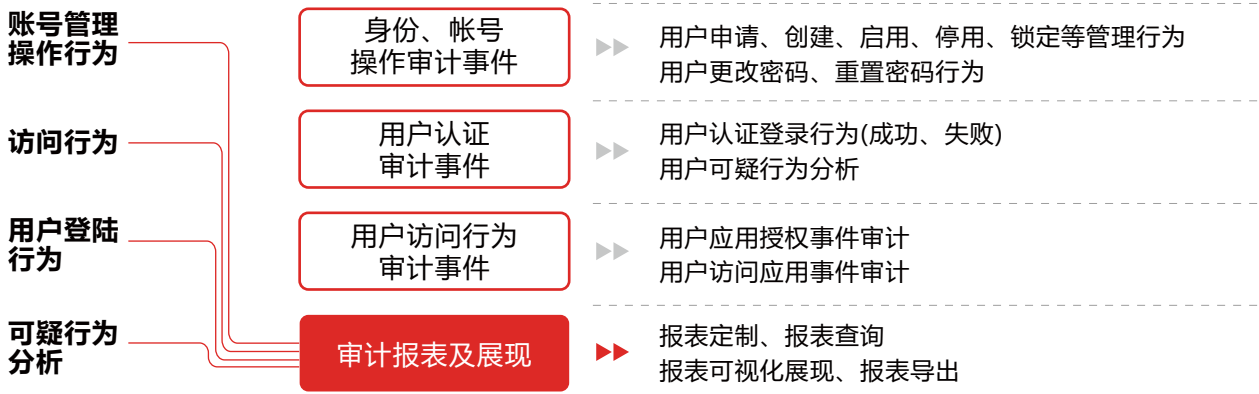 账号管理
操作行为
身份、帐号
操作审计事件
用户申请、创建、启用、停用、锁定等管理行为
用户更改密码、重置密码行为
访问行为
用户认证
审计事件
用户认证登录行为(成功、失败)
用户可疑行为分析
用户登陆
行为
用户访问行为
审计事件
用户应用授权事件审计
用户访问应用事件审计
可疑行为
分析
审计报表及展现
报表定制、报表查询
报表可视化展现、报表导出